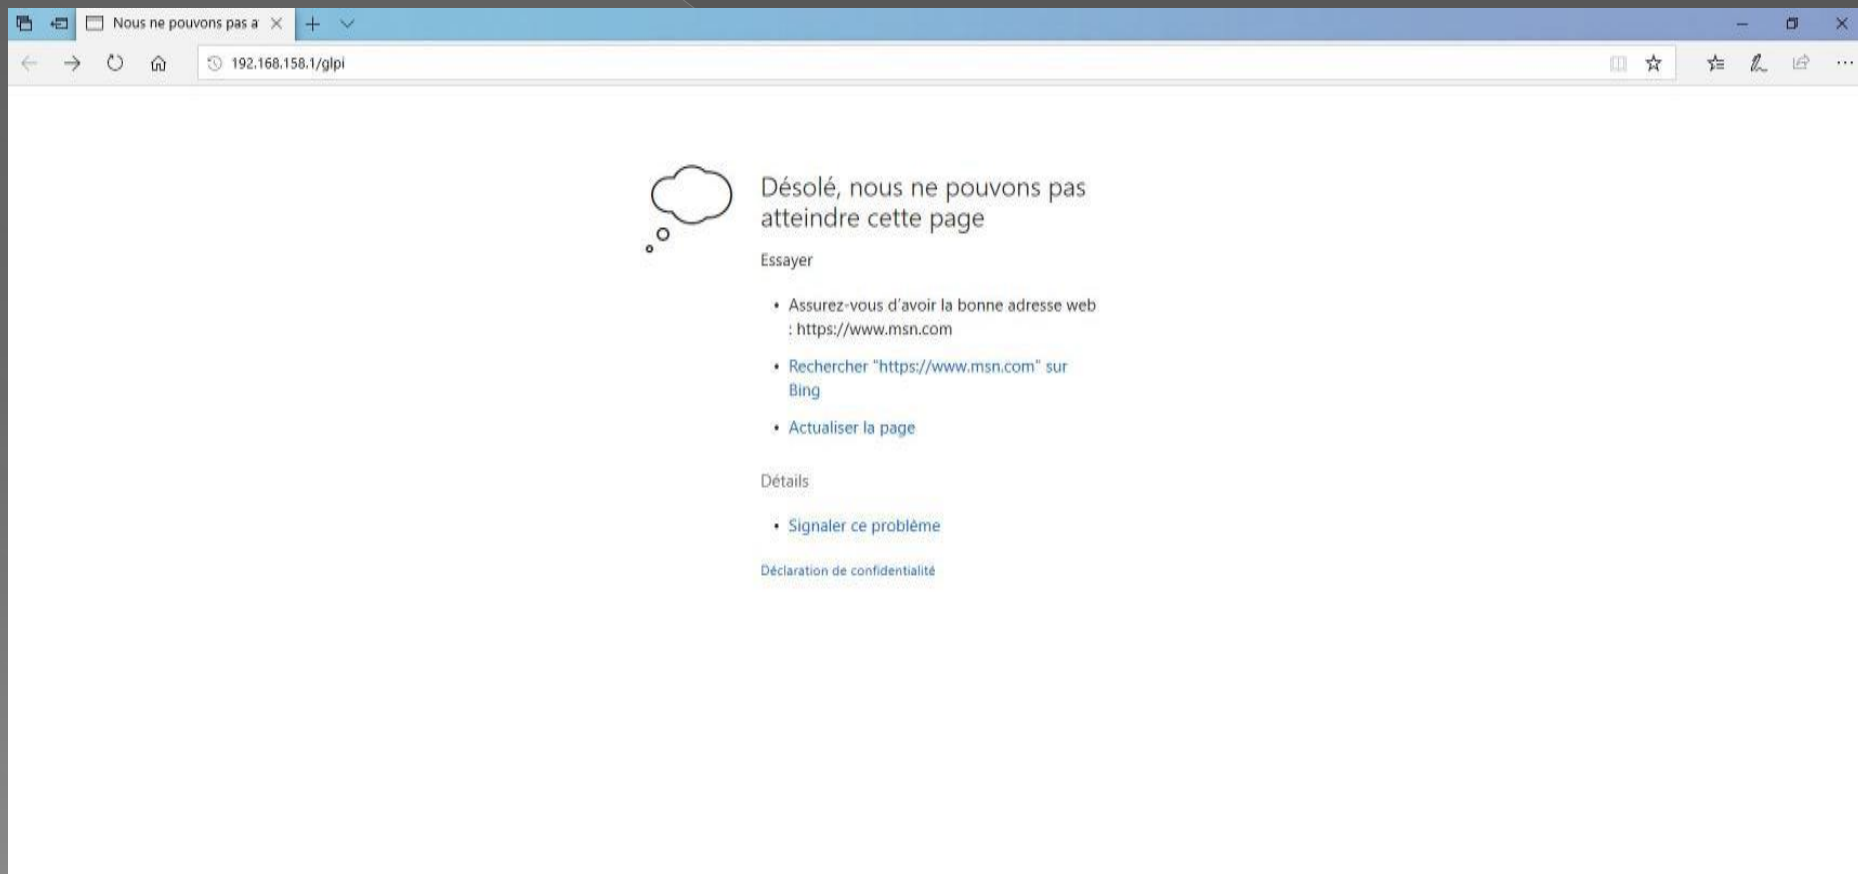 Nous ne pouvons pas a
192.168.158.1/glpi
Désolé, nous ne pouvons pas
atteindre cette page
Essayer
• Assurez-vous d'avoir la bonne adresse web
: https://www.msn.com
• Rechercher "https://www.msn.com" sur
Bing
• Actualiser la page
Détails
• Signaler ce problème
Déclaration de confidentialité